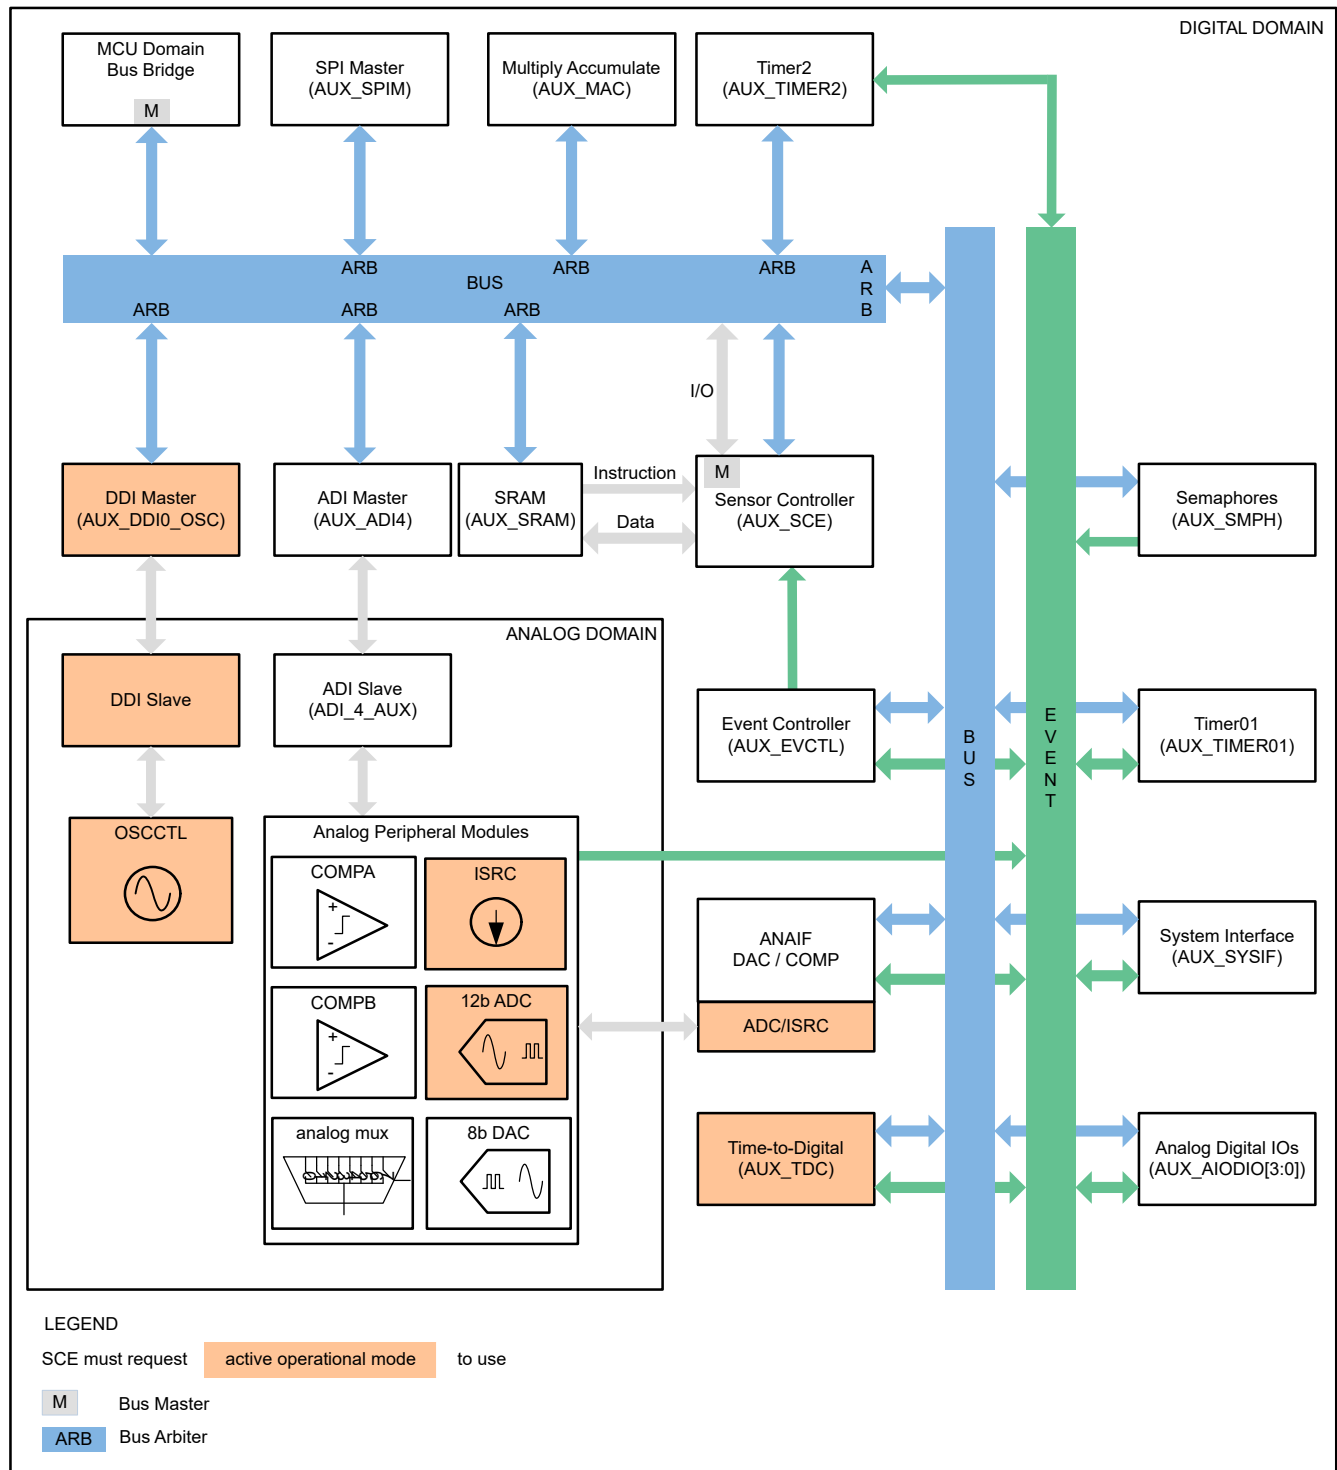 DIGITAL DOMAIN
MCU Domain
Bus Bridge
M
SPI Master
(AUX_SPIM)
Multiply Accumulate
(AUX_MAC)
Timer2
(AUX_TIMER2)
ARB
ARB
ARB
A
R
B
BUS
ARB
ARB
ARB
I/O
DDI Master
(AUX_DDI0_OSC)
ADI Master
(AUX_ADI4)
SRAM
(AUX_SRAM)
Instruction
Data
M
Sensor Controller
(AUX_SCE)
Semaphores
(AUX_SMPH)
ANALOG DOMAIN
DDI Slave
ADI Slave
(ADI_4_AUX)
Event Controller
(AUX_EVCTL)
B
U
S
E
V
E
N
T
Timer01
(AUX_TIMER01)
OSCCTL
Analog Peripheral Modules
COMPA
+
-
ISRC
COMPB
+
-
12b ADC
analog mux
8b DAC
ANAIF
DAC / COMP
ADC/ISRC
System Interface
(AUX_SYSIF)
Time-to-Digital
(AUX_TDC)
Analog Digital IOs
(AUX_AIODIO[3:0])
LEGEND
SCE must request active operational mode to use
M Bus Master
ARB Bus Arbiter